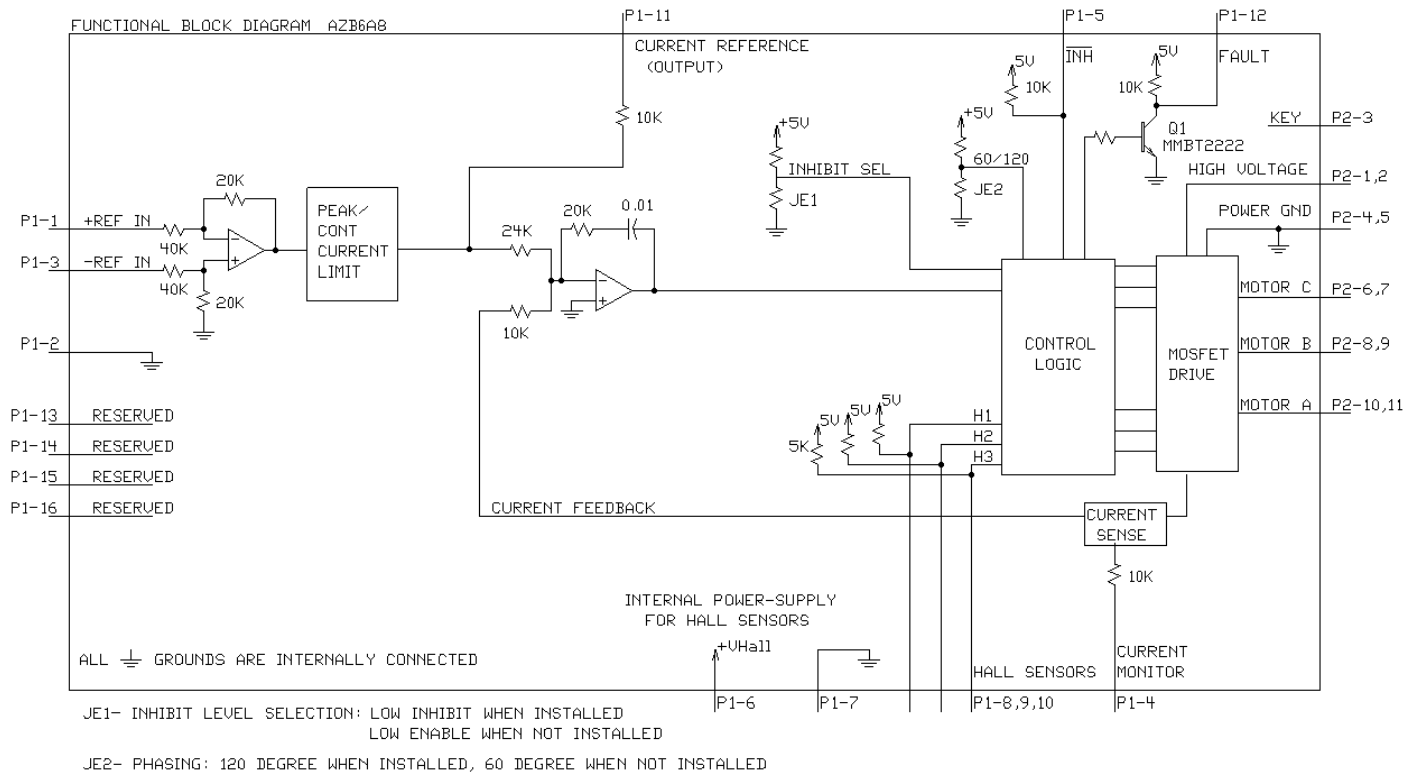 FUNCTIONAL BLOCK DIAGRAM AZB6A8
P1-11
P1-5
P1-12
CURRENT REFERENCE
(OUTPUT)
INH
FAULT
5V
10K
5V
10K
10K
KEY
P2-3
Q1
MMBT2222
+5V
+5V
60/120
INHIBIT SEL
JE1
JE2
HIGH VOLTAGE
P2-1,2
POWER GND
P2-4,5
20K
P1-1
+REF IN
40K
P1-3
-REF IN
40K
20K
PEAK/
CONT
CURRENT
LIMIT
24K
20K
0.01
10K
P1-2
CONTROL
LOGIC
MOSFET
DRIVE
MOTOR C
P2-6,7
MOTOR B
P2-8,9
MOTOR A
P2-10,11
P1-13
RESERVED
P1-14
RESERVED
P1-15
RESERVED
P1-16
RESERVED
5V
5V
5V
5K
H1
H2
H3
CURRENT FEEDBACK
CURRENT
SENSE
10K
INTERNAL POWER-SUPPLY
FOR HALL SENSORS
+VHall
ALL GROUNDS ARE INTERNALLY CONNECTED
HALL SENSORS
CURRENT
MONITOR
P1-6
P1-7
P1-8,9,10
P1-4
JE1- INHIBIT LEVEL SELECTION: LOW INHIBIT WHEN INSTALLED
LOW ENABLE WHEN NOT INSTALLED
JE2- PHASING: 120 DEGREE WHEN INSTALLED, 60 DEGREE WHEN NOT INSTALLED